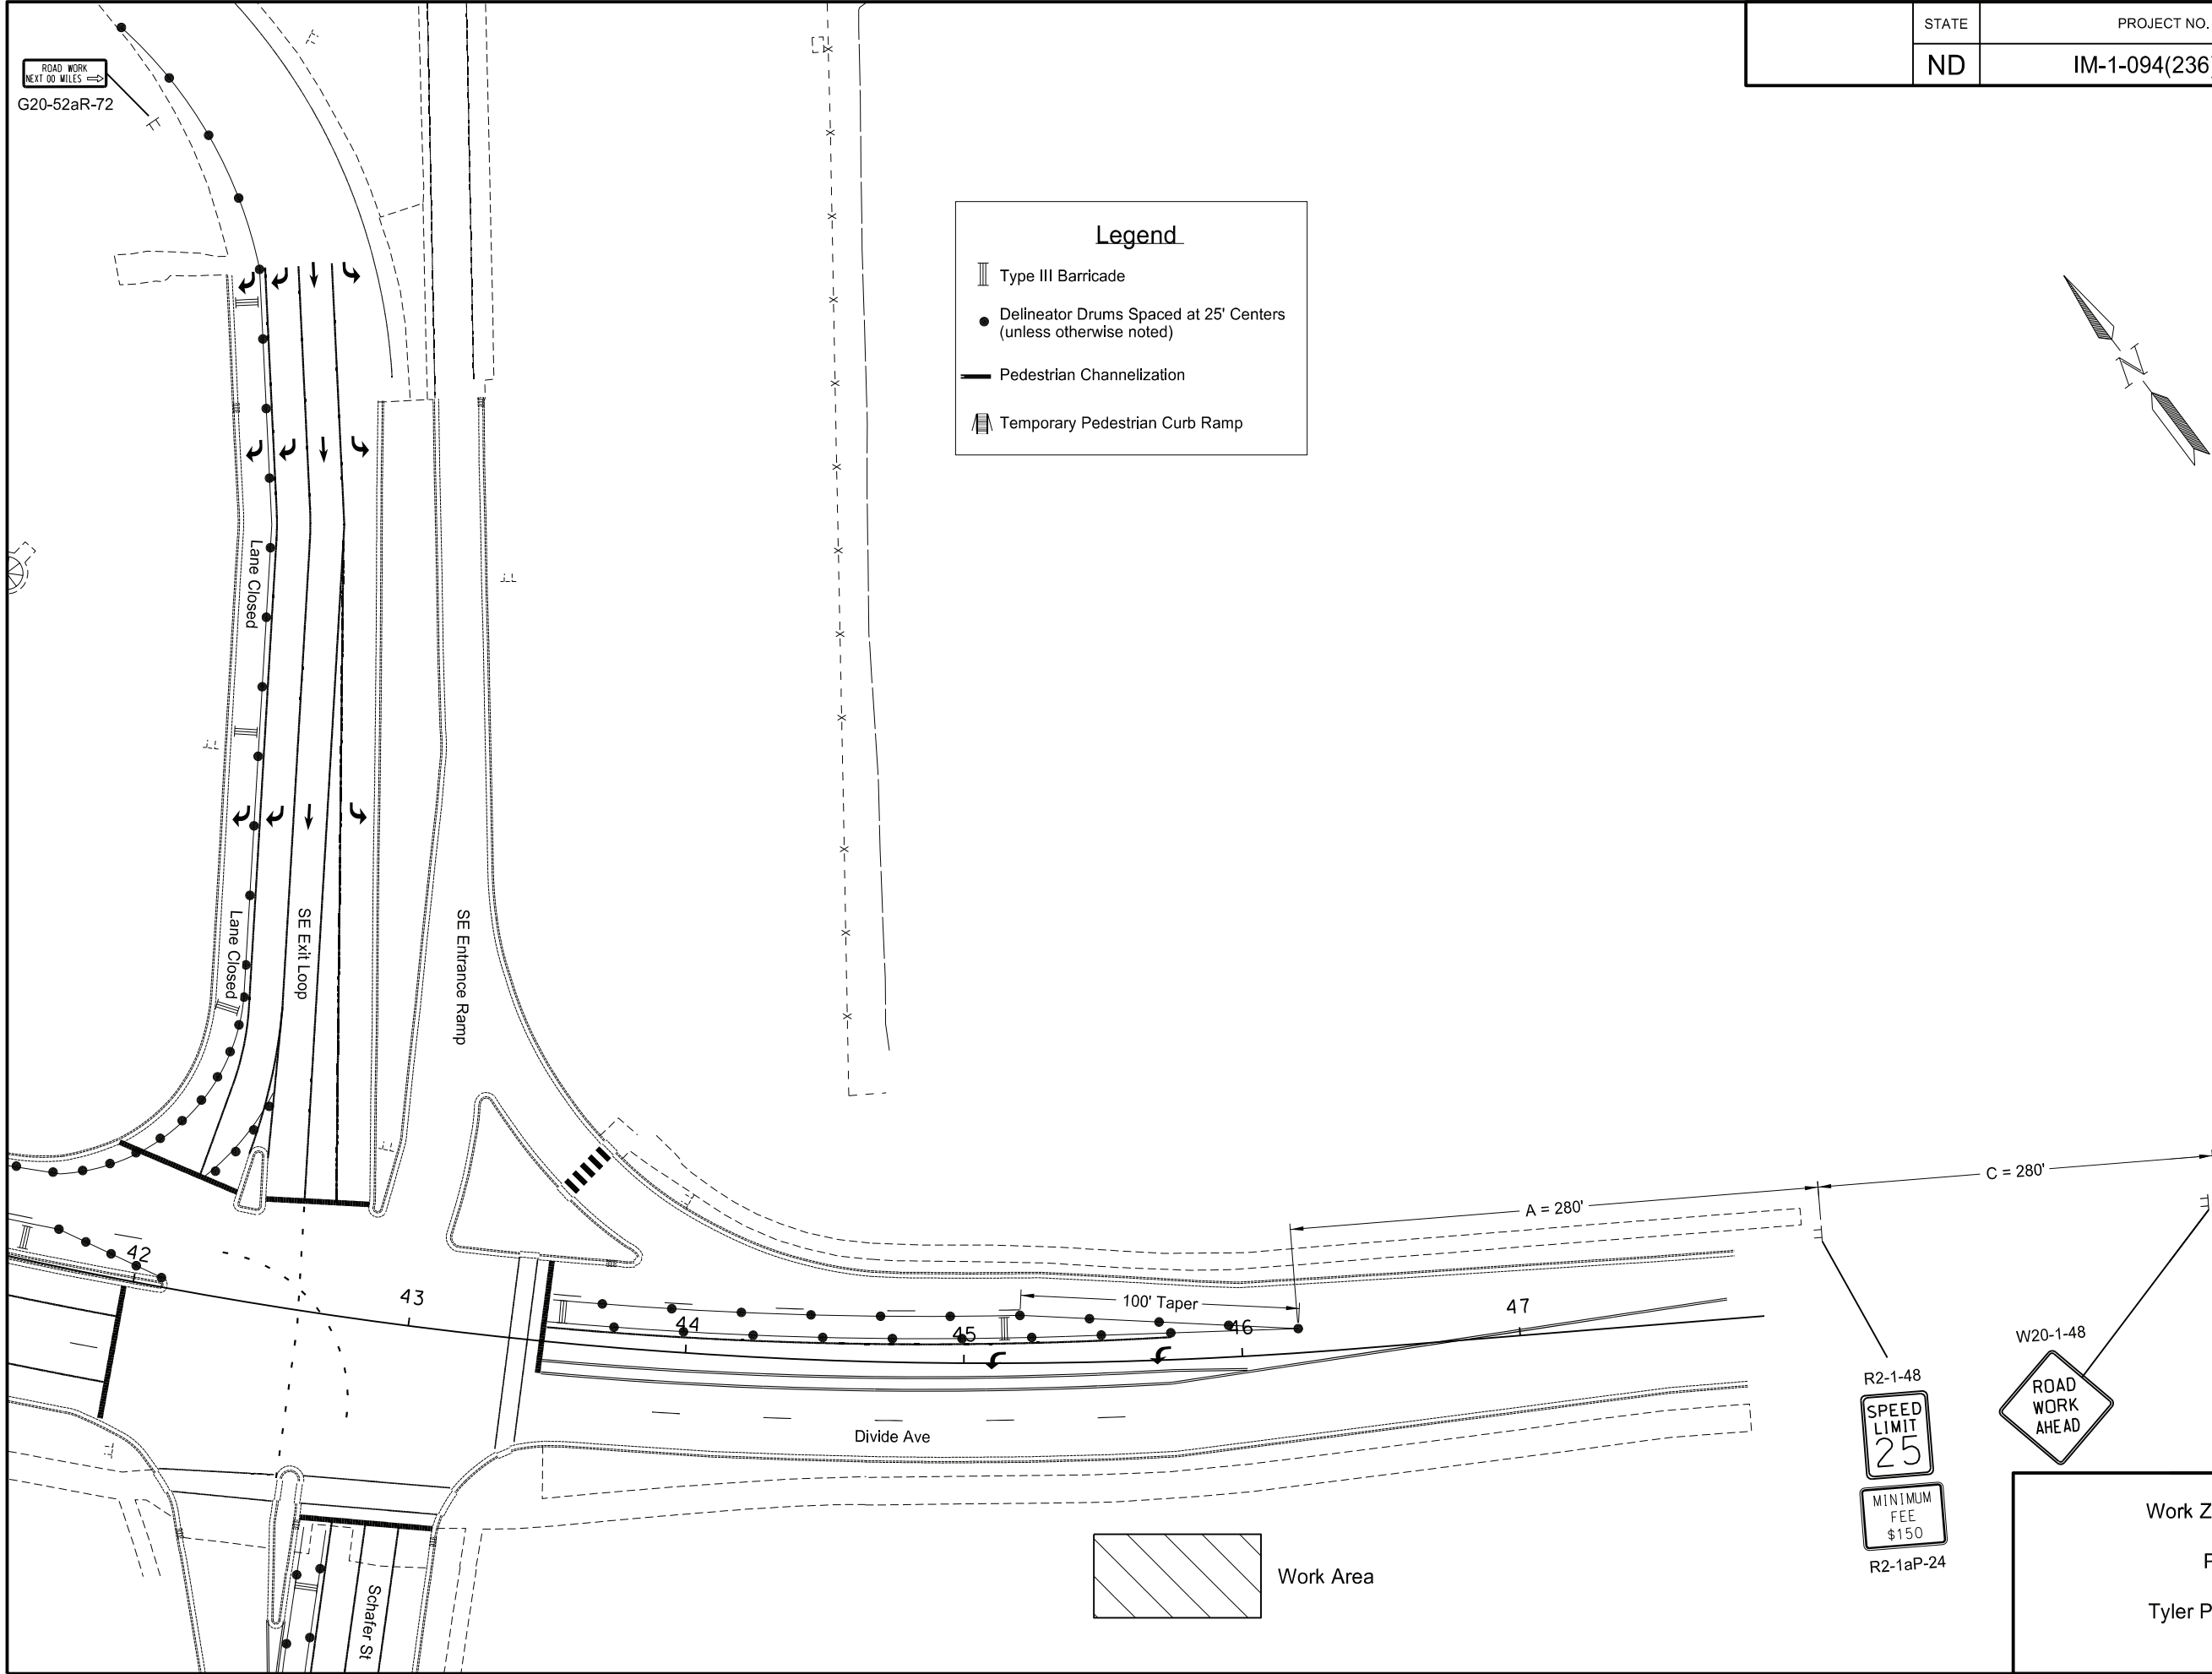 STATE
PROJECT NO.
ND
IM-1-094(236
ROAD WORK
NEXT 00 MILES
G20-52aR-72
Legend
Type III Barricade
Delineator Drums Spaced at 25' Centers
(unless otherwise noted)
Pedestrian Channelization
Temporary Pedestrian Curb Ramp
N
Lane Closed
Lane Closed
SE Exit Loop
SE Entrance Ramp
C = 280'
A = 280'
100' Taper
42
43
44
45
46
47
Divide Ave
Schafer St
R2-1-48
SPEED
LIMIT
25
MINIMUM
FEE
$150
R2-1aP-24
W20-1-48
ROAD
WORK
AHEAD
Work Area
Work Z
Tyler P